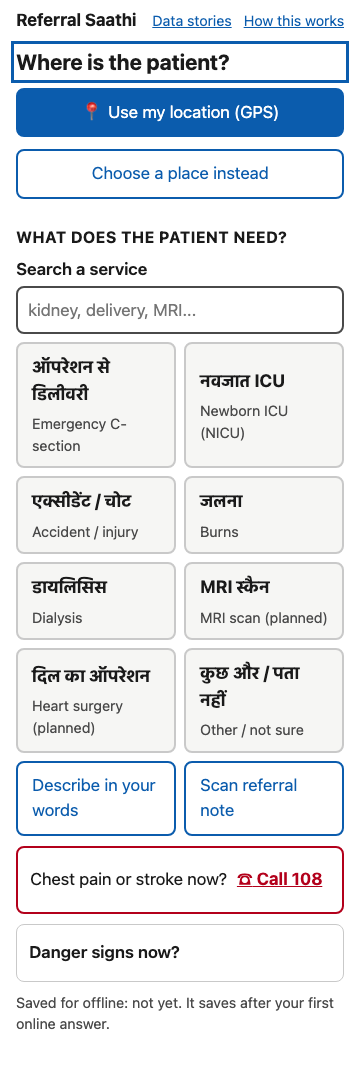 Referral Saathi Data stories How this works
Where is the patient?
📍 Use my location (GPS)
Choose a place instead
WHAT DOES THE PATIENT NEED?
Search a service
kidney, delivery, MRI...
ऑपरेशन से
डिलीवरी
Emergency C-
section
नवजात ICU
Newborn ICU
(NICU)
एक्सीडेंट / चोट
Accident / injury
जलना
Burns
डायलिसिस
Dialysis
MRI स्कैन
MRI scan (planned)
दिल का ऑपरेशन
Heart surgery
(planned)
कुछ और / पता
नहीं
Other / not sure
Describe in your
words
Scan referral
note
Chest pain or stroke now? ☎ Call 108
Danger signs now?
Saved for offline: not yet. It saves after your first
online answer.